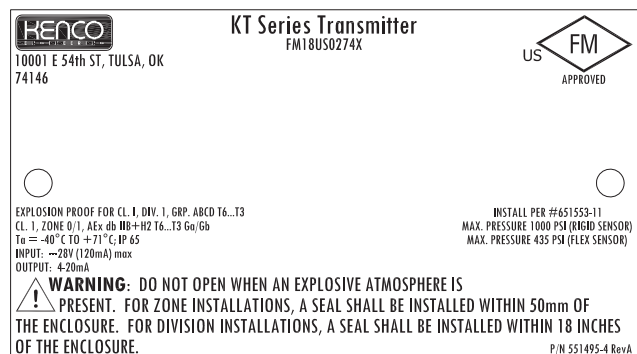 KENCO
ENGINEERING
KT Series Transmitter
FM18US0274X
10001 E 54th ST, TULSA, OK
74146
US
FM
APPROVED
EXPLOSION PROOF FOR CL. I, DIV. 1, GRP. ABCD T6...T3
CL. 1, ZONE 0/1, AEx db IIB+H2 T6...T3 Ga/Gb
Ta = -40°C TO +71°C; IP 65
INPUT: ⎓28V (120mA) max
OUTPUT: 4-20mA
INSTALL PER #651553-11
MAX. PRESSURE 1000 PSI (RIGID SENSOR)
MAX. PRESSURE 435 PSI (FLEX SENSOR)
WARNING: DO NOT OPEN WHEN AN EXPLOSIVE ATMOSPHERE IS
! PRESENT. FOR ZONE INSTALLATIONS, A SEAL SHALL BE INSTALLED WITHIN 50mm OF
THE ENCLOSURE. FOR DIVISION INSTALLATIONS, A SEAL SHALL BE INSTALLED WITHIN 18 INCHES
OF THE ENCLOSURE.
P/N 551495-4 RevA